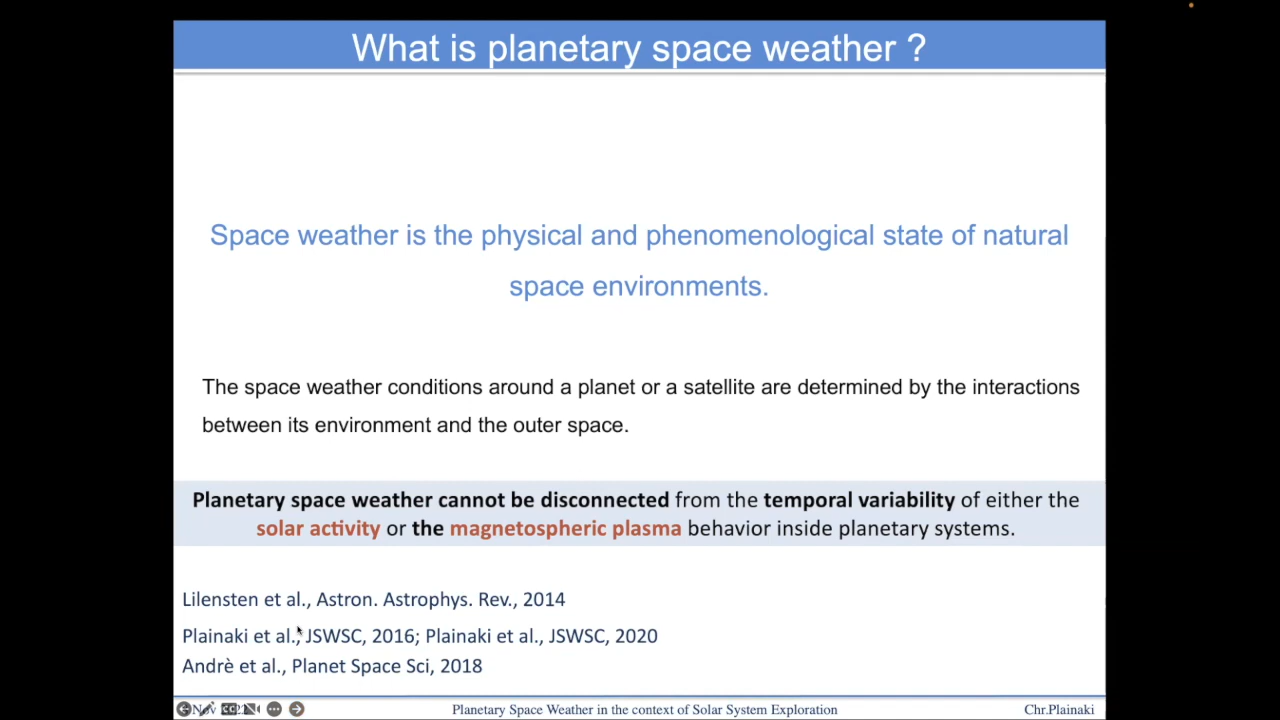 What is planetary space weather ?
Space weather is the physical and phenomenological state of natural
space environments.
The space weather conditions around a planet or a satellite are determined by the interactions
between its environment and the outer space.
Planetary space weather cannot be disconnected from the temporal variability of either the
solar activity or the magnetospheric plasma behavior inside planetary systems.
Lilensten et al., Astron. Astrophys. Rev., 2014
Plainaki et al., JSWSC, 2016; Plainaki et al., JSWSC, 2020
Andrè et al., Planet Space Sci, 2018
Planetary Space Weather in the context of Solar System Exploration
Chr.Plainaki